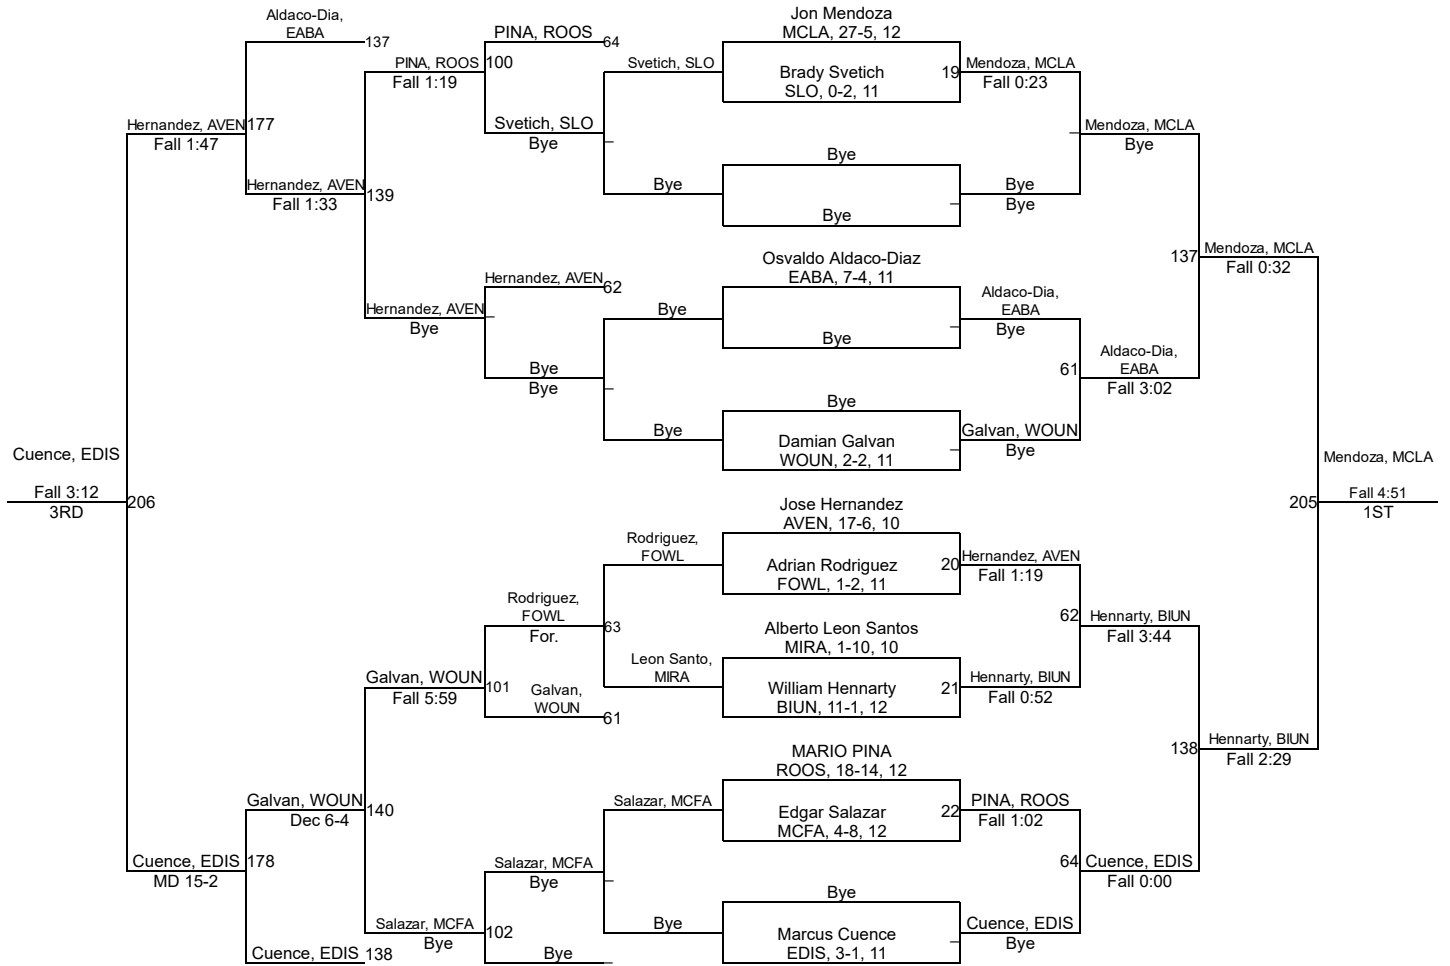 Aldaco-Dia,
EABA
137
Hernandez, AVEN
177
Fall 1:47
Hernandez, AVEN
Fall 1:33
139
PINA, ROOS
100
Fall 1:19
PINA, ROOS
64
Svetich, SLO
Bye
Hernandez, AVEN
62
Hernandez, AVEN
Bye
Bye
Bye
Svetich, SLO
Bye
Bye
Bye
Jon Mendoza
MCLA, 27-5, 12
Brady Svetich
SLO, 0-2, 11
19
Mendoza, MCLA
Fall 0:23
Bye
Bye
Bye
Bye
Mendoza, MCLA
Bye
Osvaldo Aldaco-Diaz
EABA, 7-4, 11
Bye
Aldaco-Dia,
EABA
Bye
Bye
Damian Galvan
WOUN, 2-2, 11
Galvan, WOUN
Bye
61
Aldaco-Dia,
EABA
Fall 3:02
137
Mendoza, MCLA
Fall 0:32
Cuence, EDIS
Fall 3:12
3RD
206
Mendoza, MCLA
Fall 4:51
1ST
205
Rodriguez,
FOWL
Jose Hernandez
AVEN, 17-6, 10
Adrian Rodriguez
FOWL, 1-2, 11
20
Hernandez, AVEN
Fall 1:19
Rodriguez,
FOWL
For.
63
Leon Santo,
MIRA
Alberto Leon Santos
MIRA, 1-10, 10
William Hennarty
BIUN, 11-1, 12
21
Hennarty, BIUN
Fall 0:52
62
Hennarty, BIUN
Fall 3:44
Galvan, WOUN
Fall 5:59
101
Galvan,
WOUN
61
138
Hennarty, BIUN
Fall 2:29
Galvan, WOUN
Dec 6-4
140
Salazar, MCFA
MARIO PINA
ROOS, 18-14, 12
Edgar Salazar
MCFA, 4-8, 12
22
PINA, ROOS
Fall 1:02
Cuence, EDIS
178
MD 15-2
Salazar, MCFA
Bye
64
Cuence, EDIS
Fall 0:00
Salazar, MCFA
Bye
102
Bye
Bye
Bye
Marcus Cuence
EDIS, 3-1, 11
Cuence, EDIS
Bye
Cuence, EDIS
138